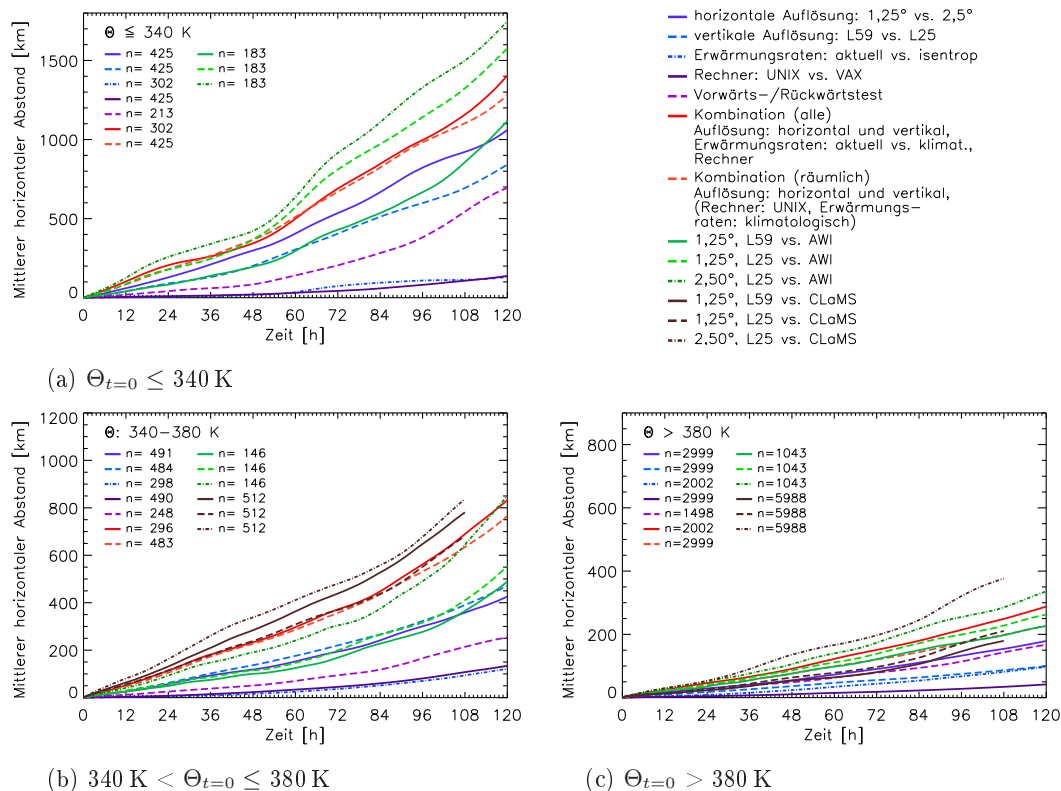 Θ ≤ 340 K
n= 425
n= 425
n= 302
n= 425
n= 213
n= 302
n= 425
n= 183
n= 183
n= 183
Mittlerer horizontaler Abstand [km]
1500
1000
500
0
0 12 24 36 48 60 72 84 96 108 120
Zeit [h]
(a) Θt=0 ≤ 340 K
horizontale Auflösung: 1,25° vs. 2,5°
vertikale Auflösung: L59 vs. L25
Erwärmungsraten: aktuell vs. isentrop
Rechner: UNIX vs. VAX
Vorwärts-/Rückwärtstest
Kombination (alle)
Auflösung: horizontal und vertikal,
Erwärmungsraten: aktuell vs. klimat.,
Rechner
Kombination (räumlich)
Auflösung: horizontal und vertikal,
(Rechner: UNIX, Erwärmungs-
raten: klimatologisch)
1,25°, L59 vs. AWI
1,25°, L25 vs. AWI
2,50°, L25 vs. AWI
1,25°, L59 vs. CLaMS
1,25°, L25 vs. CLaMS
2,50°, L25 vs. CLaMS
Θ: 340-380 K
n= 491
n= 484
n= 298
n= 490
n= 248
n= 296
n= 483
n= 146
n= 146
n= 146
n= 512
n= 512
n= 512
Mittlerer horizontaler Abstand [km]
1200
1000
800
600
400
200
0
0 12 24 36 48 60 72 84 96 108 120
Zeit [h]
(b) 340 K < Θt=0 ≤ 380 K
Θ > 380 K
n=2999
n=2999
n=2002
n=2999
n=1498
n=2002
n=2999
n=1043
n=1043
n=1043
n=5988
n=5988
n=5988
Mittlerer horizontaler Abstand [km]
800
600
400
200
0
0 12 24 36 48 60 72 84 96 108 120
Zeit [h]
(c) Θt=0 > 380 K